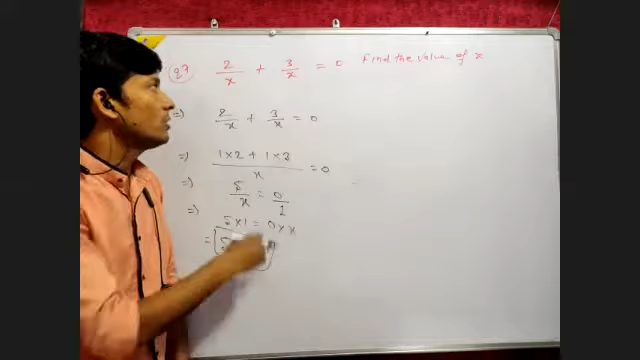 Q7 2/x + 3/x = 0 Find the value of x
=) 2/x + 3/x = 0
=) (1×2 + 1×3)/x = 0
=) 5/x = 0/1
=) 5×1 = 0×x
= 5